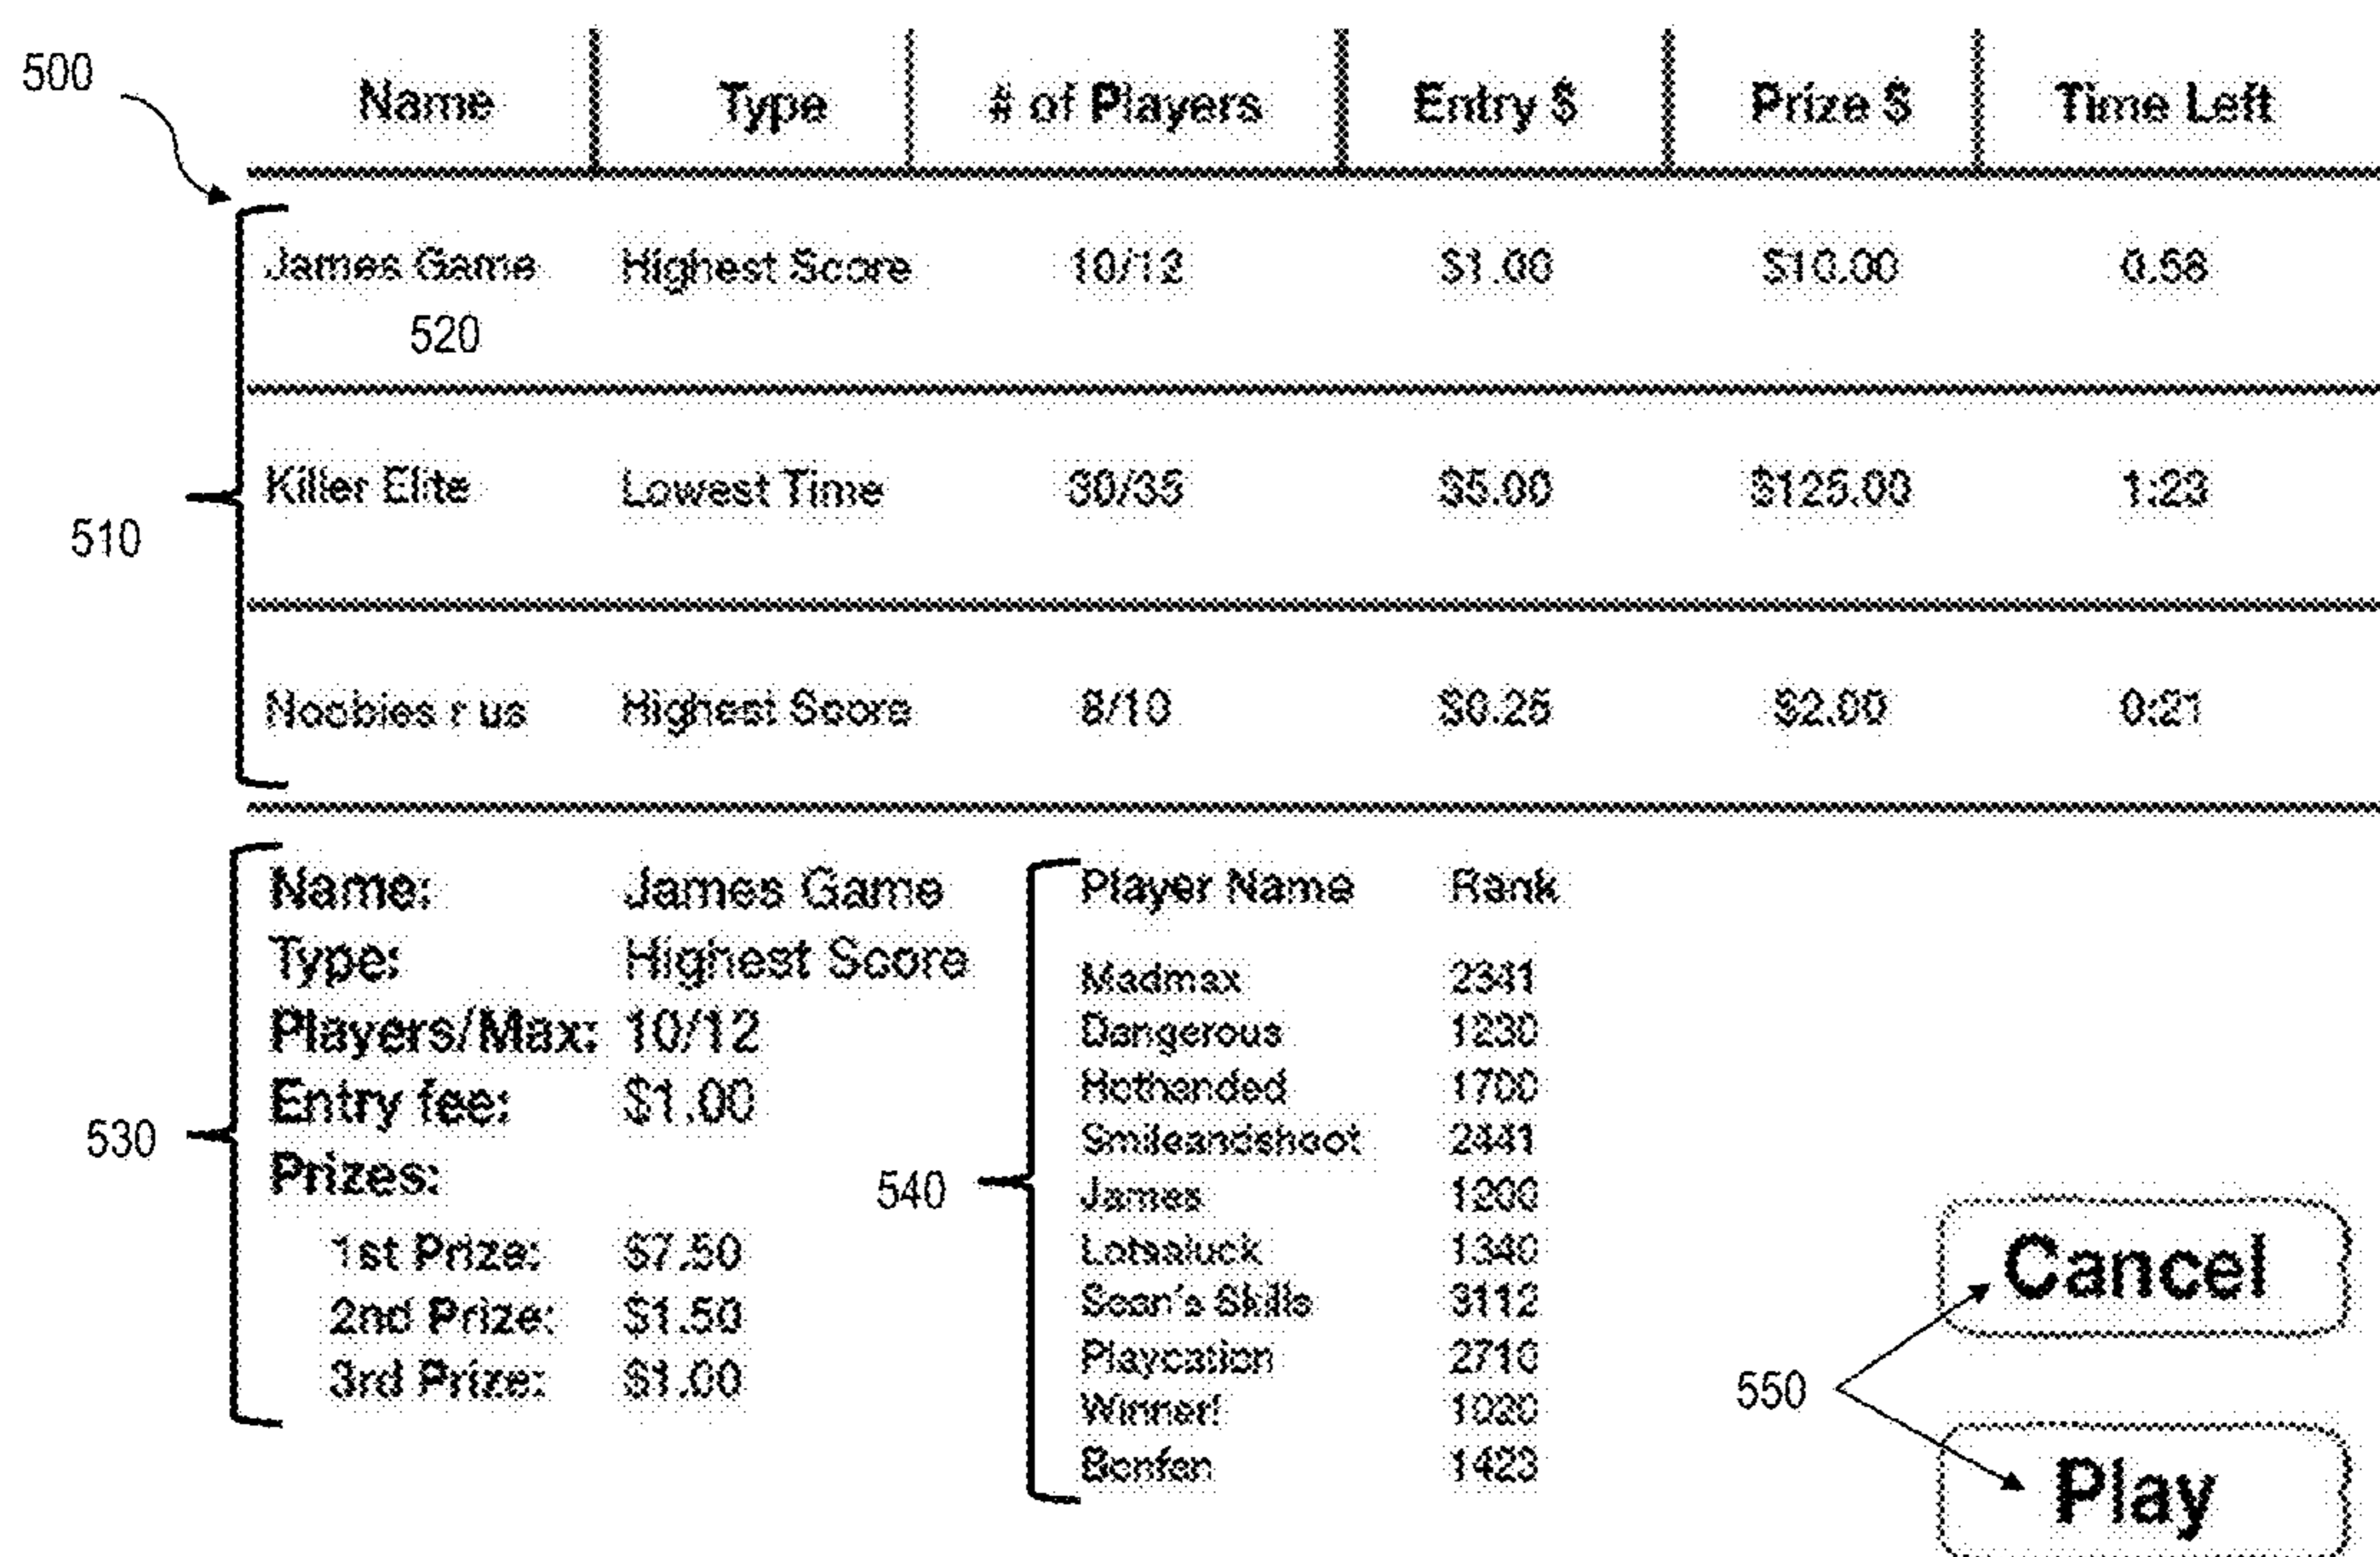 500
Name Type # of Players Entry $ Prize $ Time Left
James Game Highest Score 10/12 $1.00 $10.00 0:58
520
Killer Elite Lowest Time 30/35 $5.00 $125.00 1:23
510
Noobies r us Highest Score 8/10 $0.25 $2.00 0:21
530
Name: James Game
Type: Highest Score
Players/Max: 10/12
Entry fee: $1.00
Prizes:
1st Prize: $7.50
2nd Prize: $1.50
3rd Prize: $1.00
540
Player Name Rank
Madmax 2341
Dangerous 1230
Hothanded 1700
Smileandshoot 2441
James 1200
Lotsaluck 1340
Sean's Skills 3112
Playcation 2710
Winner! 1020
1423
550
Cancel
Play